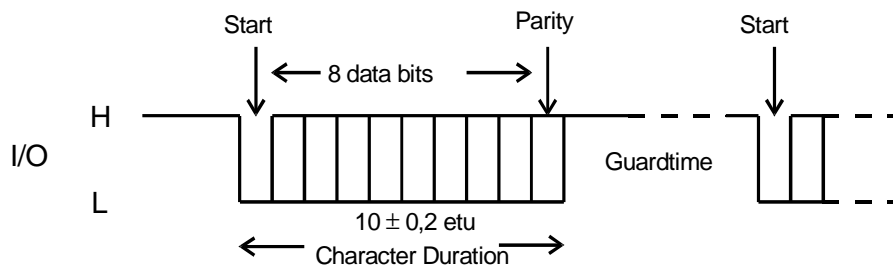 Start Parity Start
8 data bits
H
I/O
Guardtime
L
10 ± 0,2 etu
Character Duration